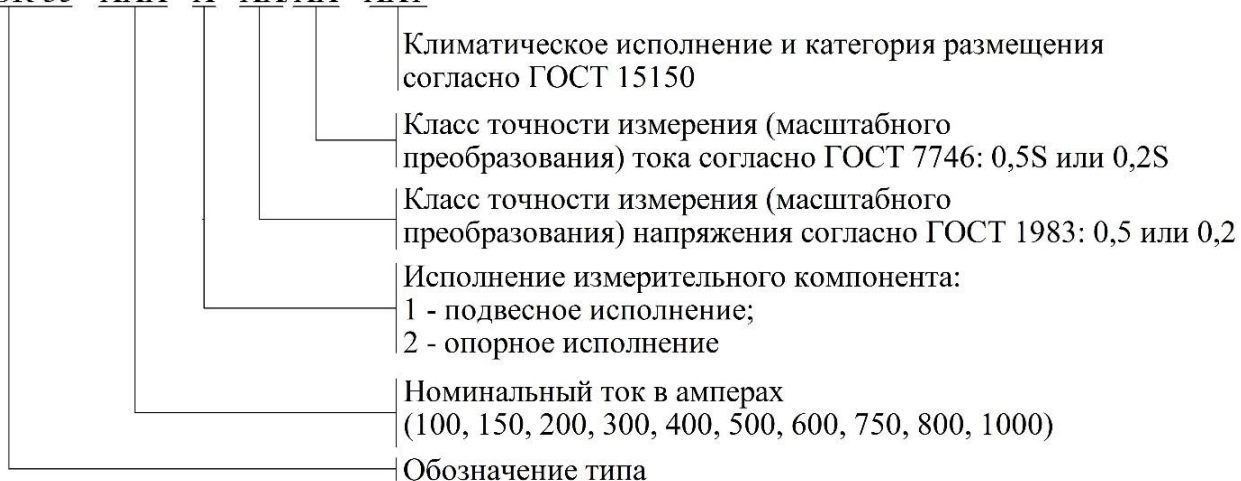 Климатическое исполнение и категория размещения
согласно ГОСТ 15150
Класс точности измерения (масштабного
преобразования) тока согласно ГОСТ 7746: 0,5S или 0,2S
Класс точности измерения (масштабного
преобразования) напряжения согласно ГОСТ 1983: 0,5 или 0,2
Исполнение измерительного компонента:
1 - подвесное исполнение;
2 - опорное исполнение
Номинальный ток в амперах
(100, 150, 200, 300, 400, 500, 600, 750, 800, 1000)
Обозначение типа